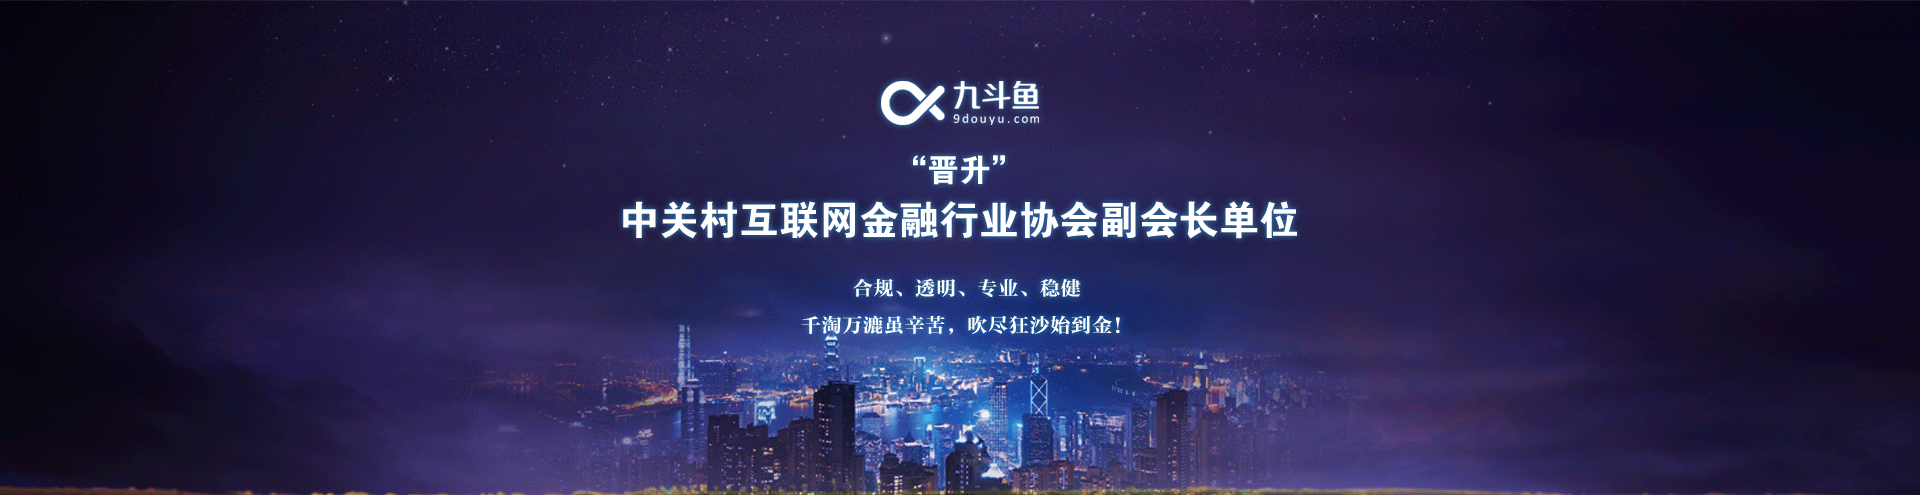 九斗鱼
9douyu.com
“晋升”
中关村互联网金融行业协会副会长单位
合规、透明、专业、稳健
千淘万漉虽辛苦，吹尽狂沙始到金！